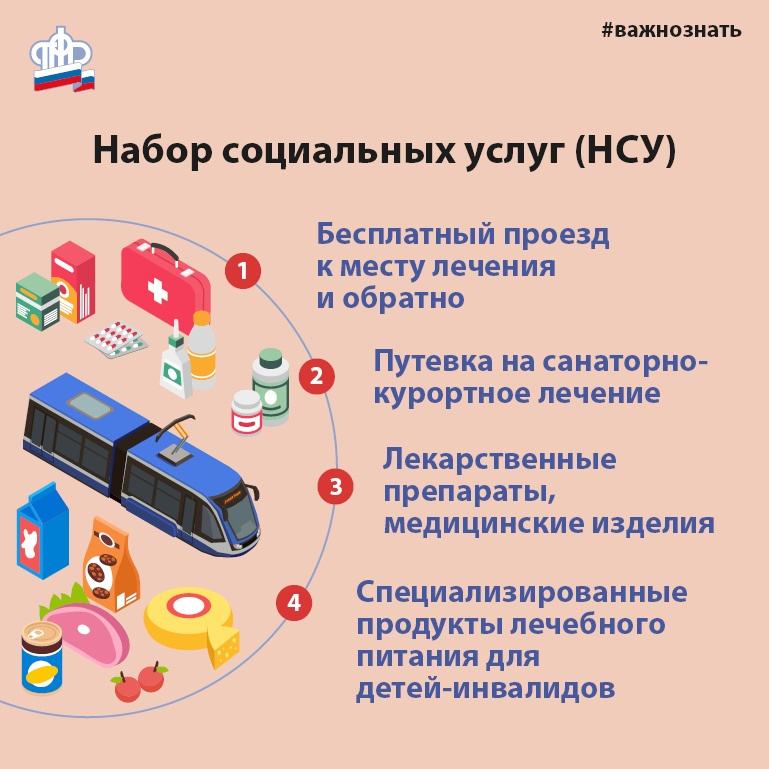 #важнознать
Набор социальных услуг (НСУ)
1
Бесплатный проезд
к месту лечения
и обратно
2
Путевка на санаторно-
курортное лечение
3
Лекарственные
препараты,
медицинские изделия
4
Специализированные
продукты лечебного
питания для
детей-инвалидов